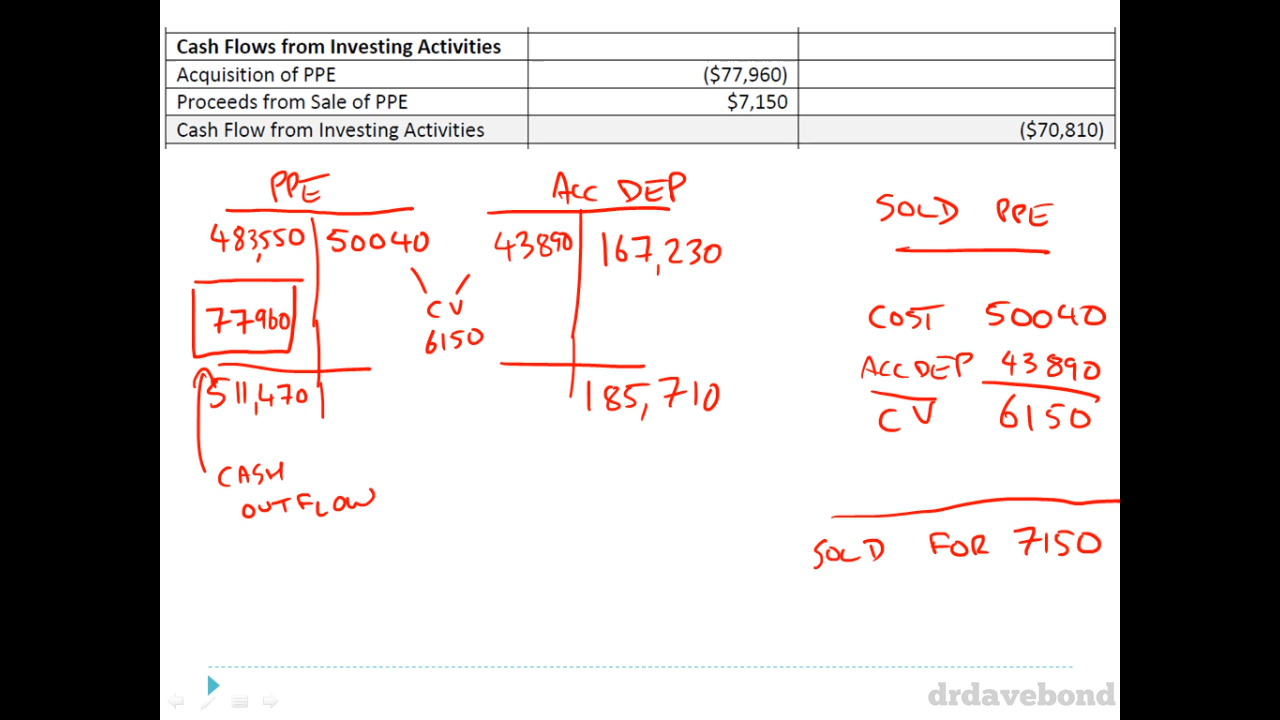 Cash Flows from Investing Activities
Acquisition of PPE ($77,960)
Proceeds from Sale of PPE $7,150
Cash Flow from Investing Activities ($70,810)
PPE
483,550 50040
77960
511,470
CASH
OUTFLOW
CV
6150
ACC DEP
43890 167,230
185,710
SOLD PPE
COST 50040
ACC DEP 43890
CV 6150
SOLD FOR 7150
drdavebond